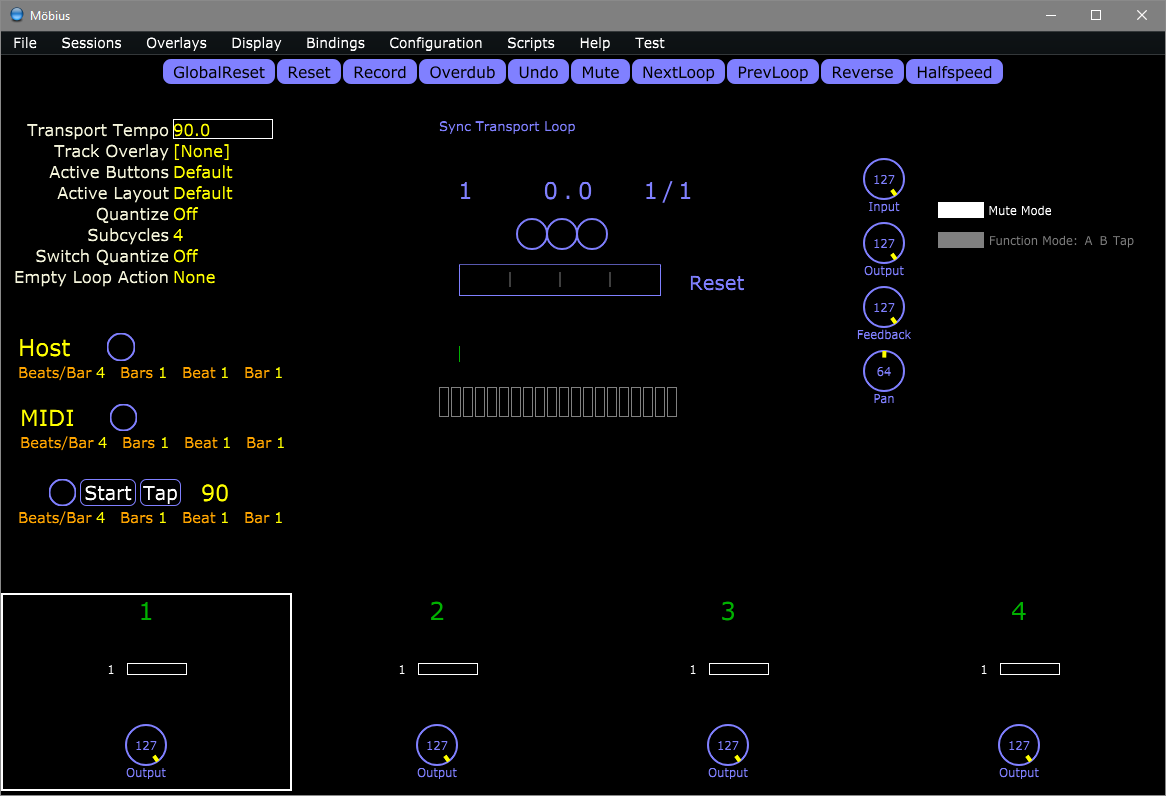 Möbius
File Sessions Overlays Display Bindings Configuration Scripts Help Test
GlobalReset Reset Record Overdub Undo Mute NextLoop PrevLoop Reverse Halfspeed
Transport Tempo 90.0
Track Overlay [None]
Active Buttons Default
Active Layout Default
Quantize Off
Subcycles 4
Switch Quantize Off
Empty Loop Action None
Sync Transport Loop
1 0.0 1/1
Reset
127
Input
127
Output
127
Feedback
64
Pan
Mute Mode
Function Mode: A B Tap
Host
Beats/Bar 4 Bars 1 Beat 1 Bar 1
MIDI
Beats/Bar 4 Bars 1 Beat 1 Bar 1
Start Tap 90
Beats/Bar 4 Bars 1 Beat 1 Bar 1
1 2 3 4
1 1 1 1
127 127 127 127
Output Output Output Output